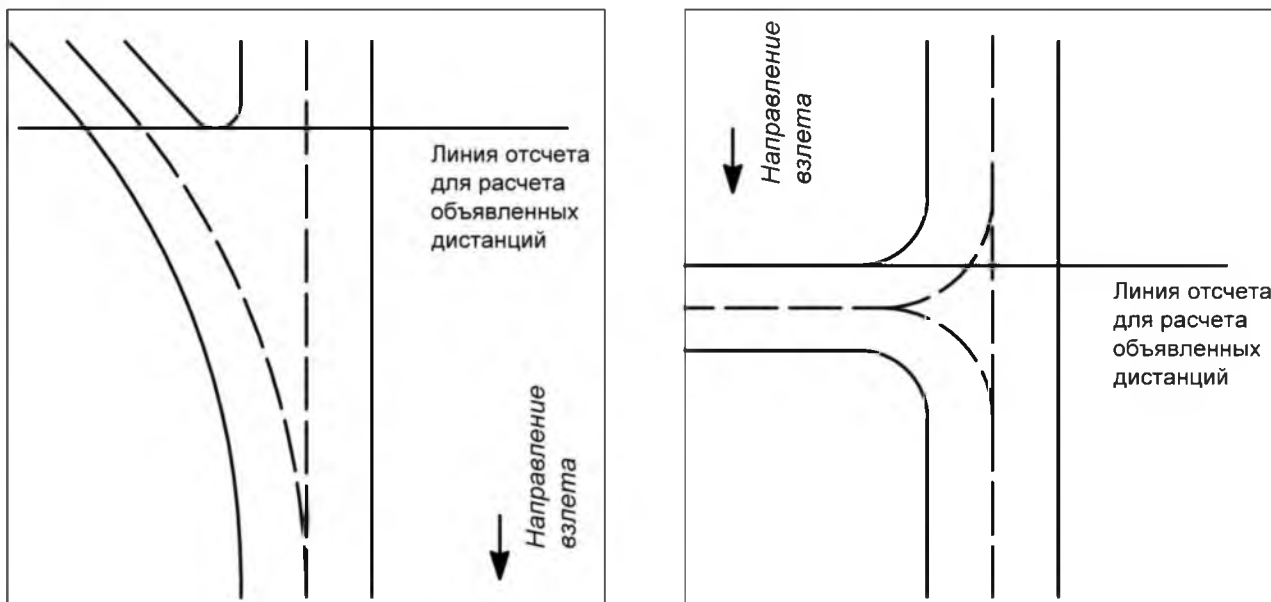 Линия отсчета
для расчета
объявленных
дистанций
Направление
взлета
Направление
взлета
Линия отсчета
для расчета
объявленных
дистанций